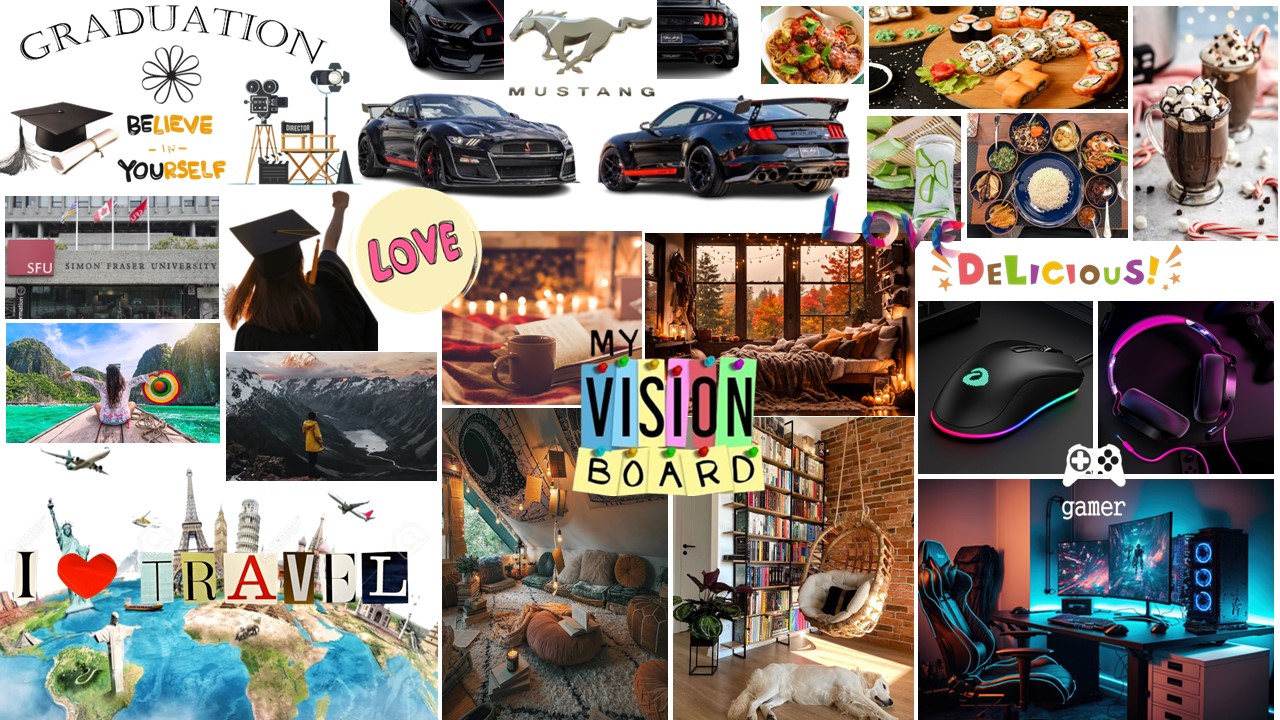 GRADUATION
BELIEVE
- IN -
YOURSELF
DIRECTOR
MUSTANG
SFU
SIMON FRASER UNIVERSITY
LOVE
LOVE
DELICIOUS!
MY
VISION
BOARD
gamer
I TRAVEL